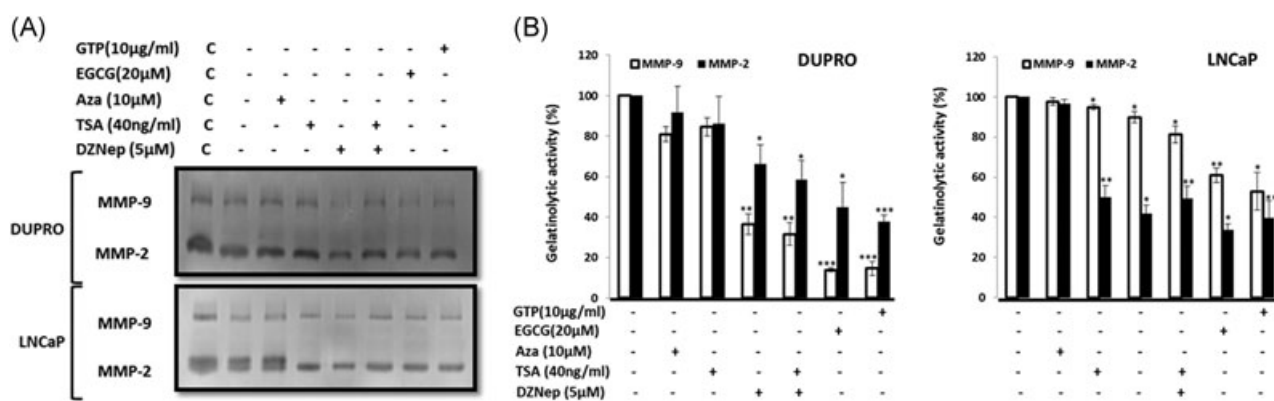 (A)
GTP(10µg/ml) C - - - - - - +
EGCG(20µM) C - - - - - + -
Aza (10µM) C - + - - - - -
TSA (40ng/ml) C - - + - + - -
DZNep (5µM) C - - - + + - -
DUPRO
MMP-9
MMP-2
LNCaP
MMP-9
MMP-2
(B)
DUPRO
MMP-9 MMP-2
Gelatinolytic activity (%)
120
100
80
60
40
20
0
* * * *** ** ** *** ***
GTP(10µg/ml) - - - - - - +
EGCG(20µM) - - - - - + -
Aza (10µM) - + - - - - -
TSA (40ng/ml) - - + - + - -
DZNep (5µM) - - - + + - -
LNCaP
MMP-9 MMP-2
Gelatinolytic activity (%)
120
100
80
60
40
20
0
* ** * * * ** ** * * **
- - - - - - +
- - - - - + -
- + - - - - -
- - + - + - -
- - - - + - -